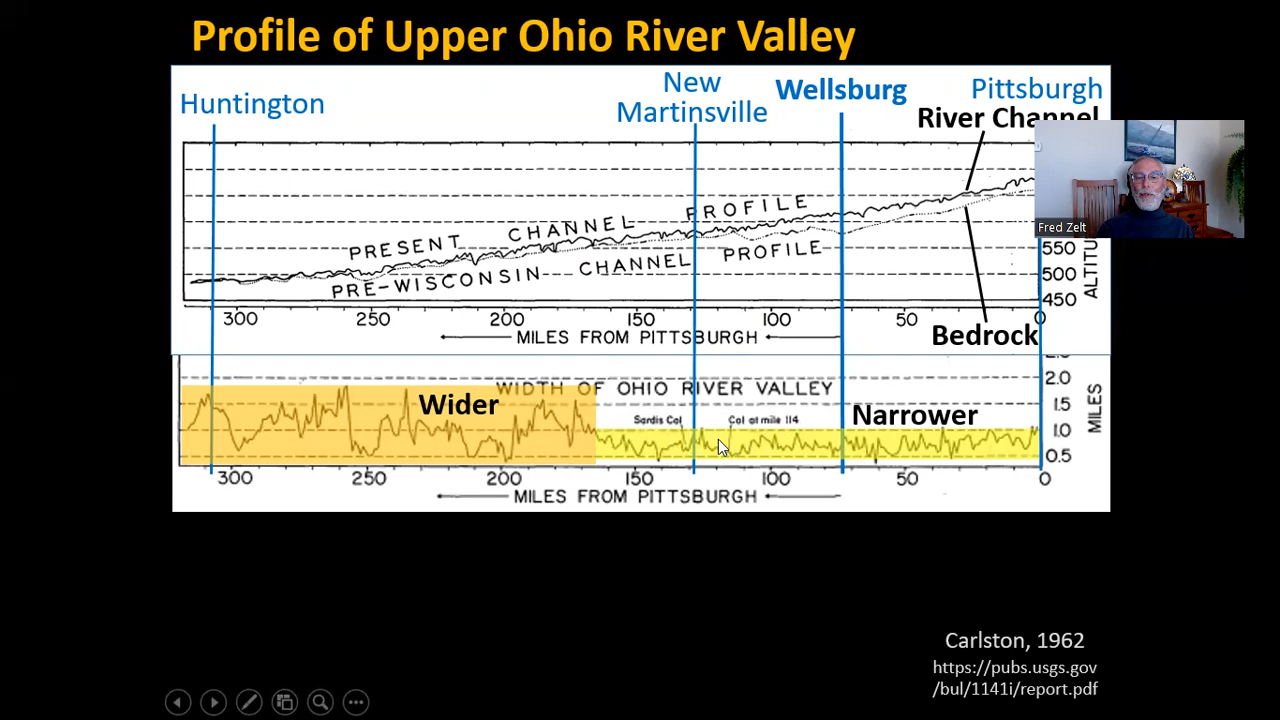 Profile of Upper Ohio River Valley
Huntington
New
Martinsville
Wellsburg
Pittsburgh
River Channel
Fred Zelt
PRESENT CHANNEL PROFILE
PRE-WISCONSIN CHANNEL PROFILE
550
500
450
ALTITU
300 250 200 150 100 50 0
MILES FROM PITTSBURGH
Bedrock
WIDTH OF OHIO RIVER VALLEY
Wider
Sardis Col
Col at mile 114
Narrower
2.0
1.5
1.0
0.5
MILES
300 250 200 150 100 50 0
MILES FROM PITTSBURGH
Carlston, 1962
https://pubs.usgs.gov
/bul/1141i/report.pdf